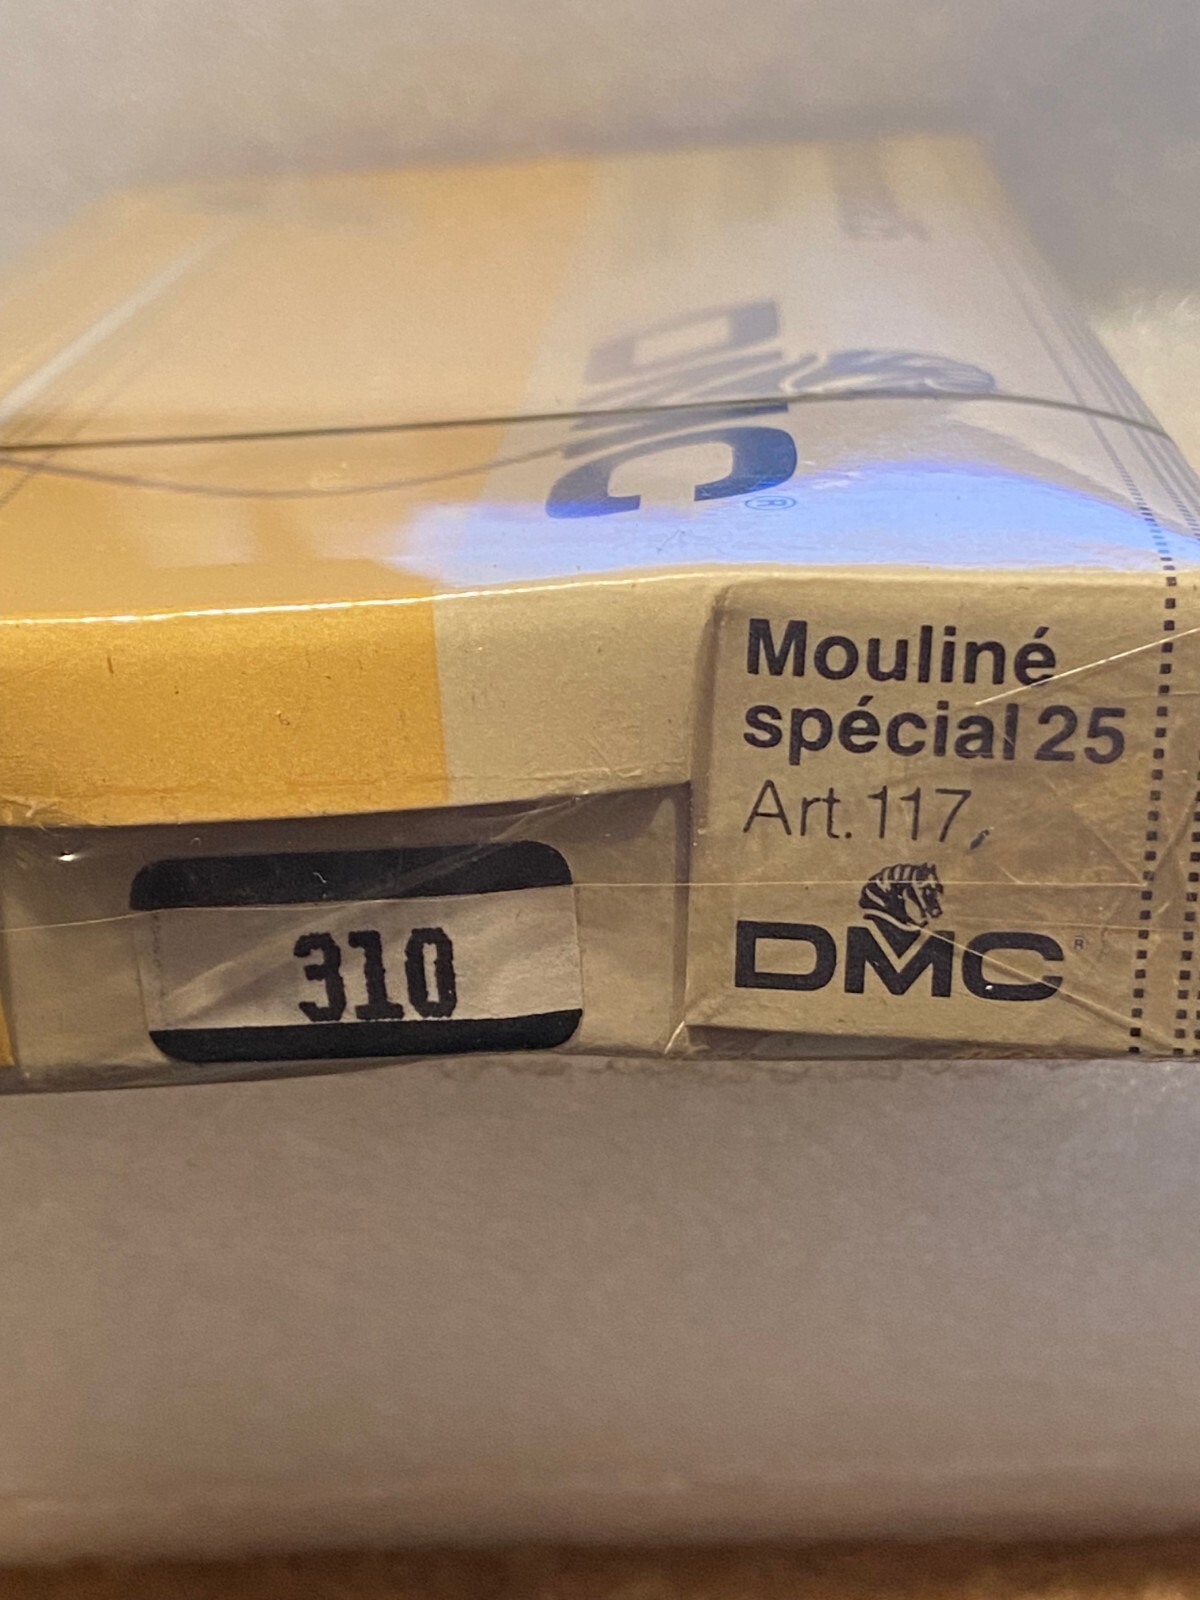 DMC®
Mouliné
spécial 25
Art. 117
DMC®
310